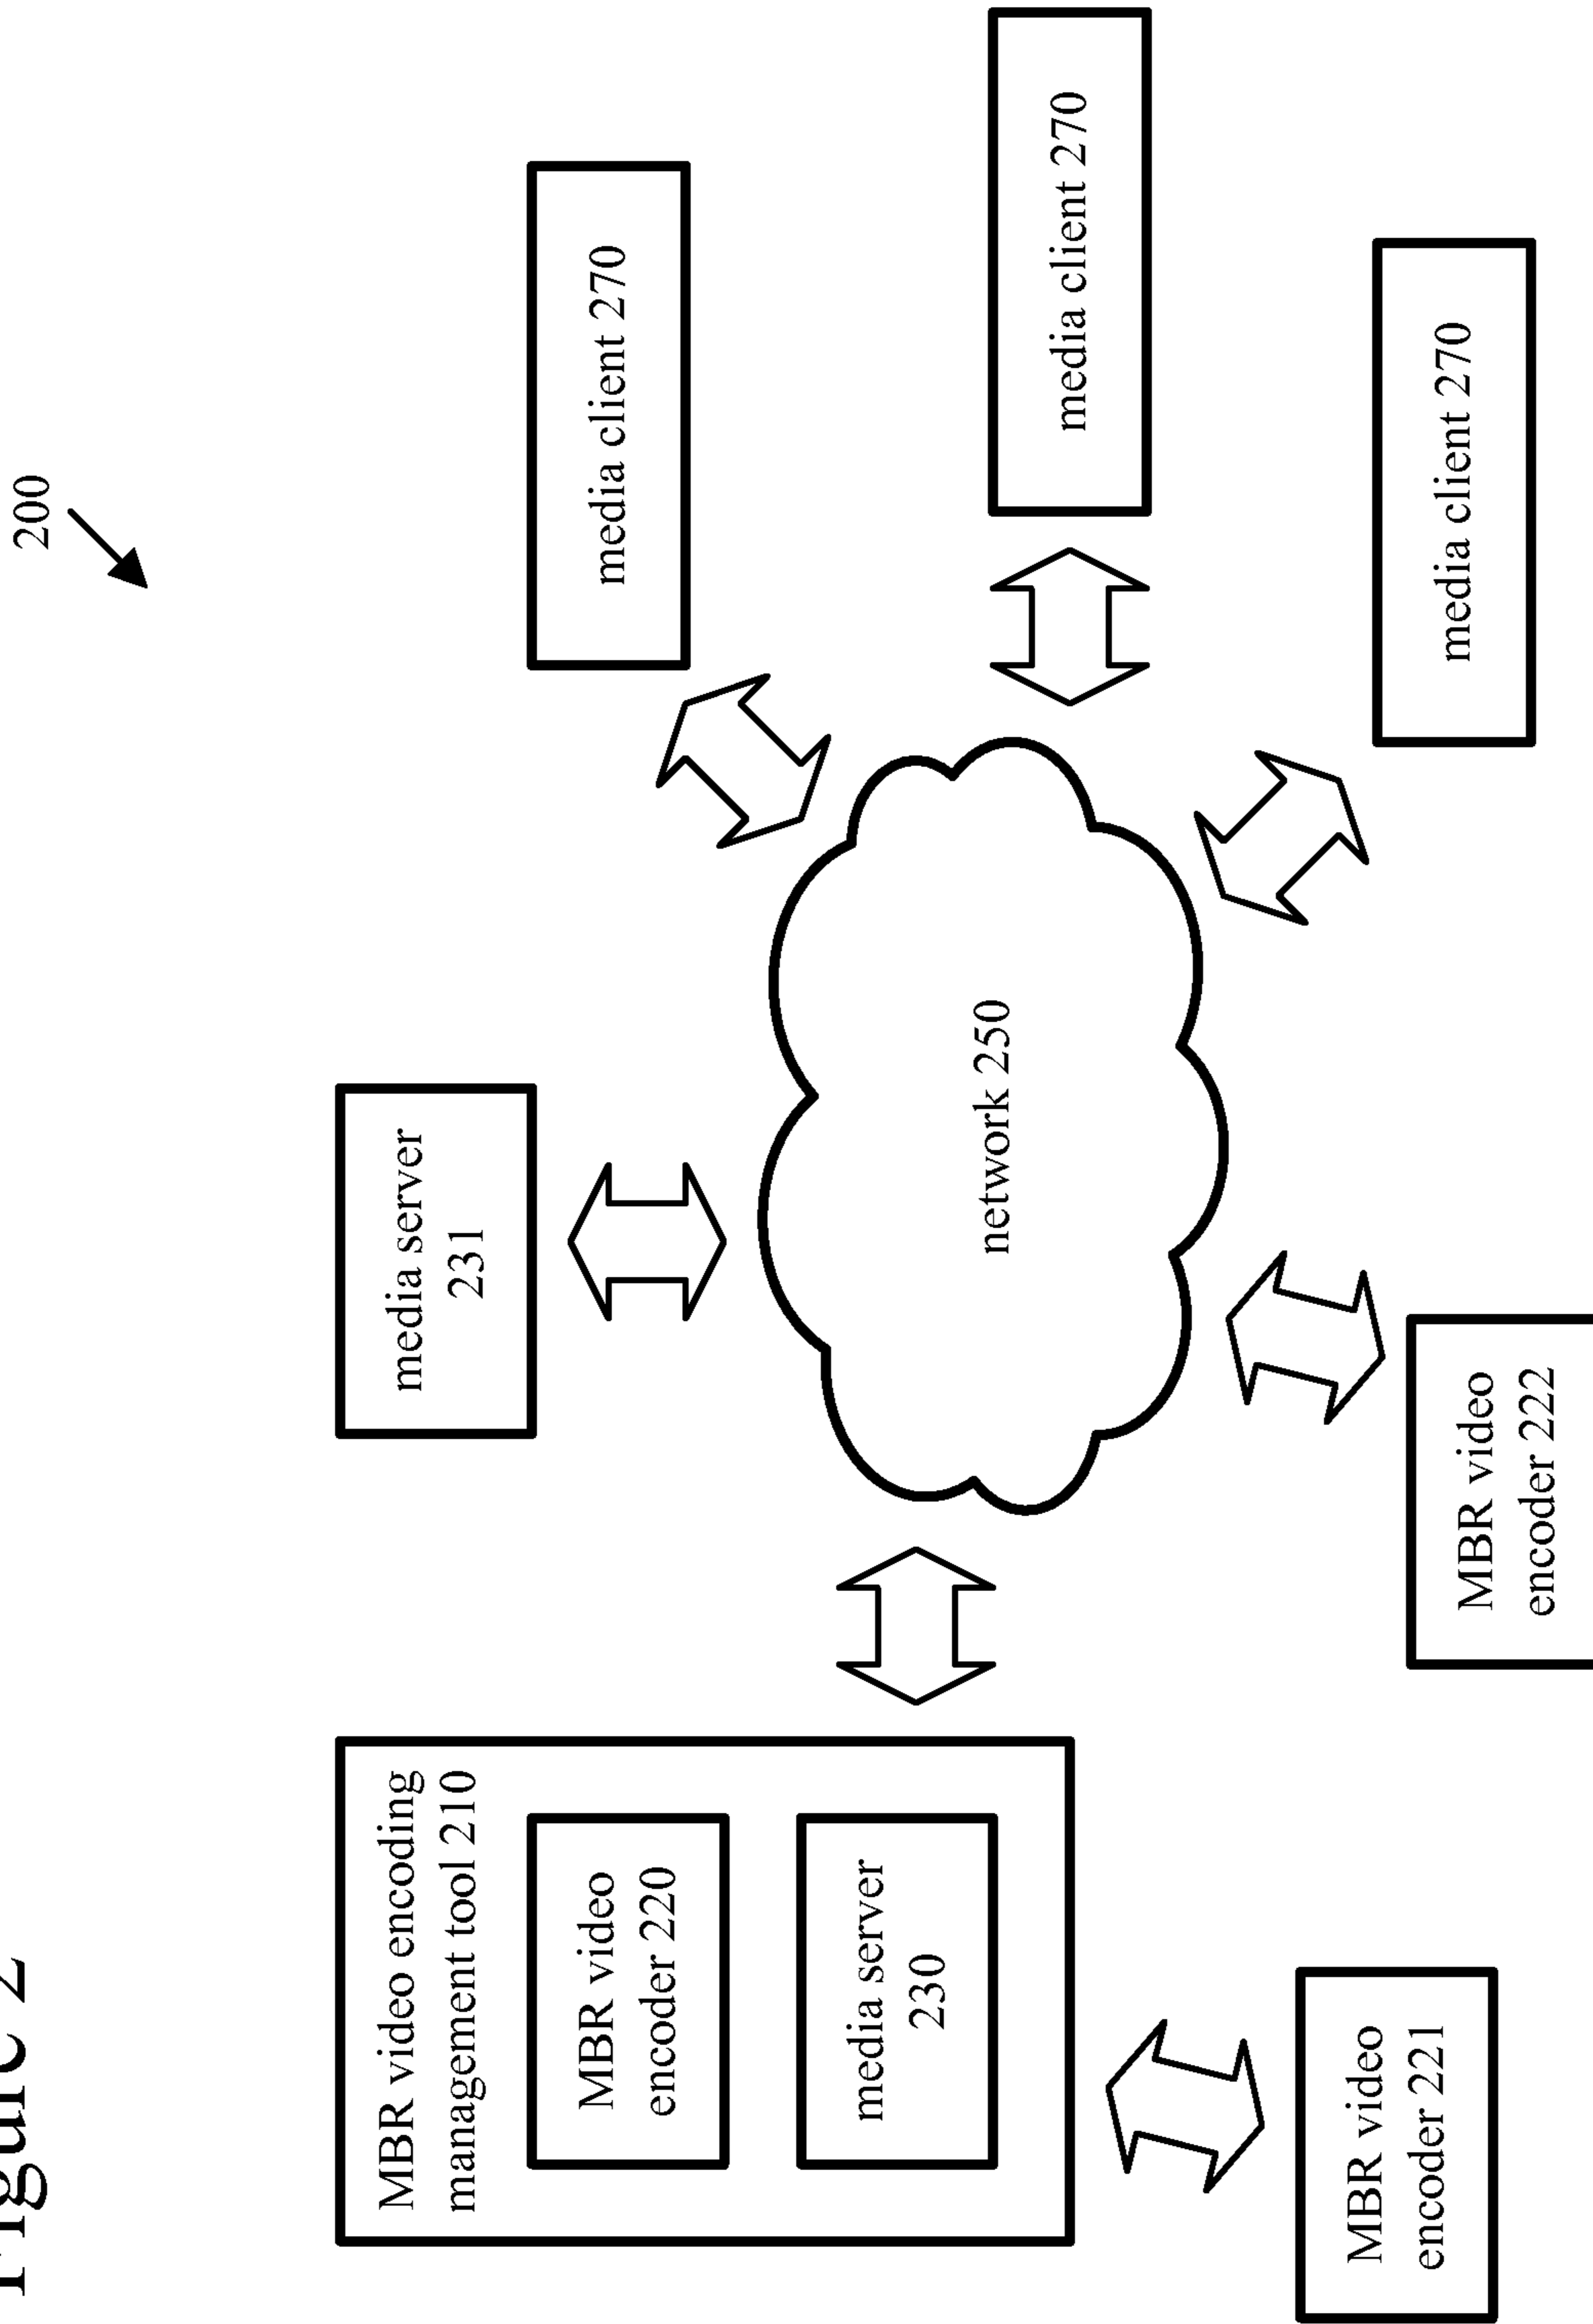 Figure 2
200
MBR video encoding
management tool 210
MBR video
encoder 220
media server
230
MBR video
encoder 221
media server
231
network 250
MBR video
encoder 222
media client 270
media client 270
media client 270